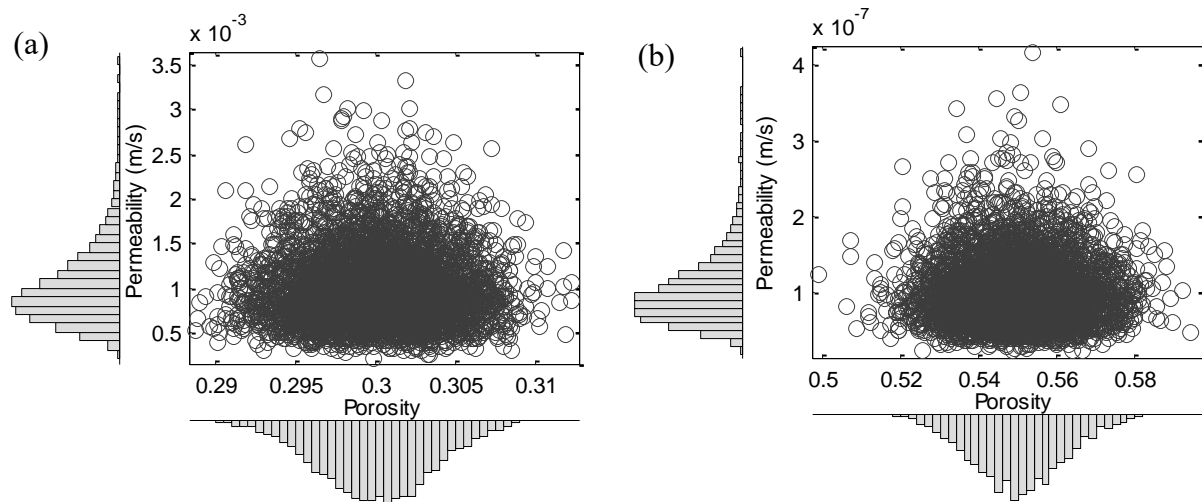 (a)
x 10⁻³
Permeability (m/s)
3.5
3
2.5
2
1.5
1
0.5
0.29 0.295 0.3 0.305 0.31
Porosity
(b)
x 10⁻⁷
Permeability (m/s)
4
3
2
1
0.5 0.52 0.54 0.56 0.58
Porosity